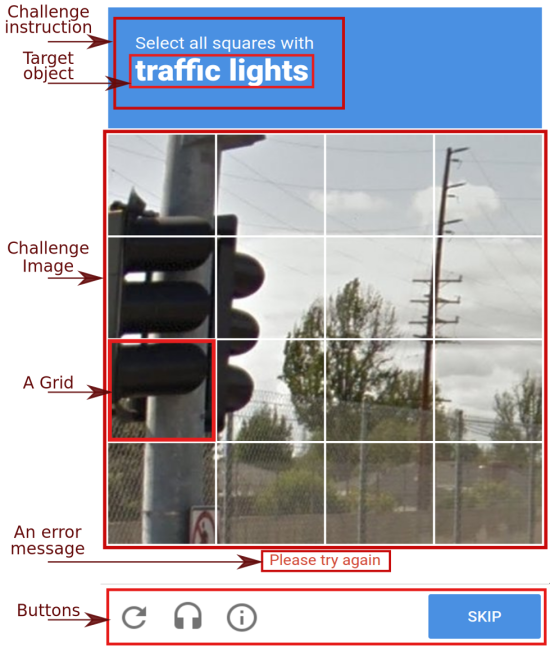 Challenge
instruction
Select all squares with
Target
object
traffic lights
Challenge
Image
A Grid
An error
message
Please try again
Buttons
SKIP